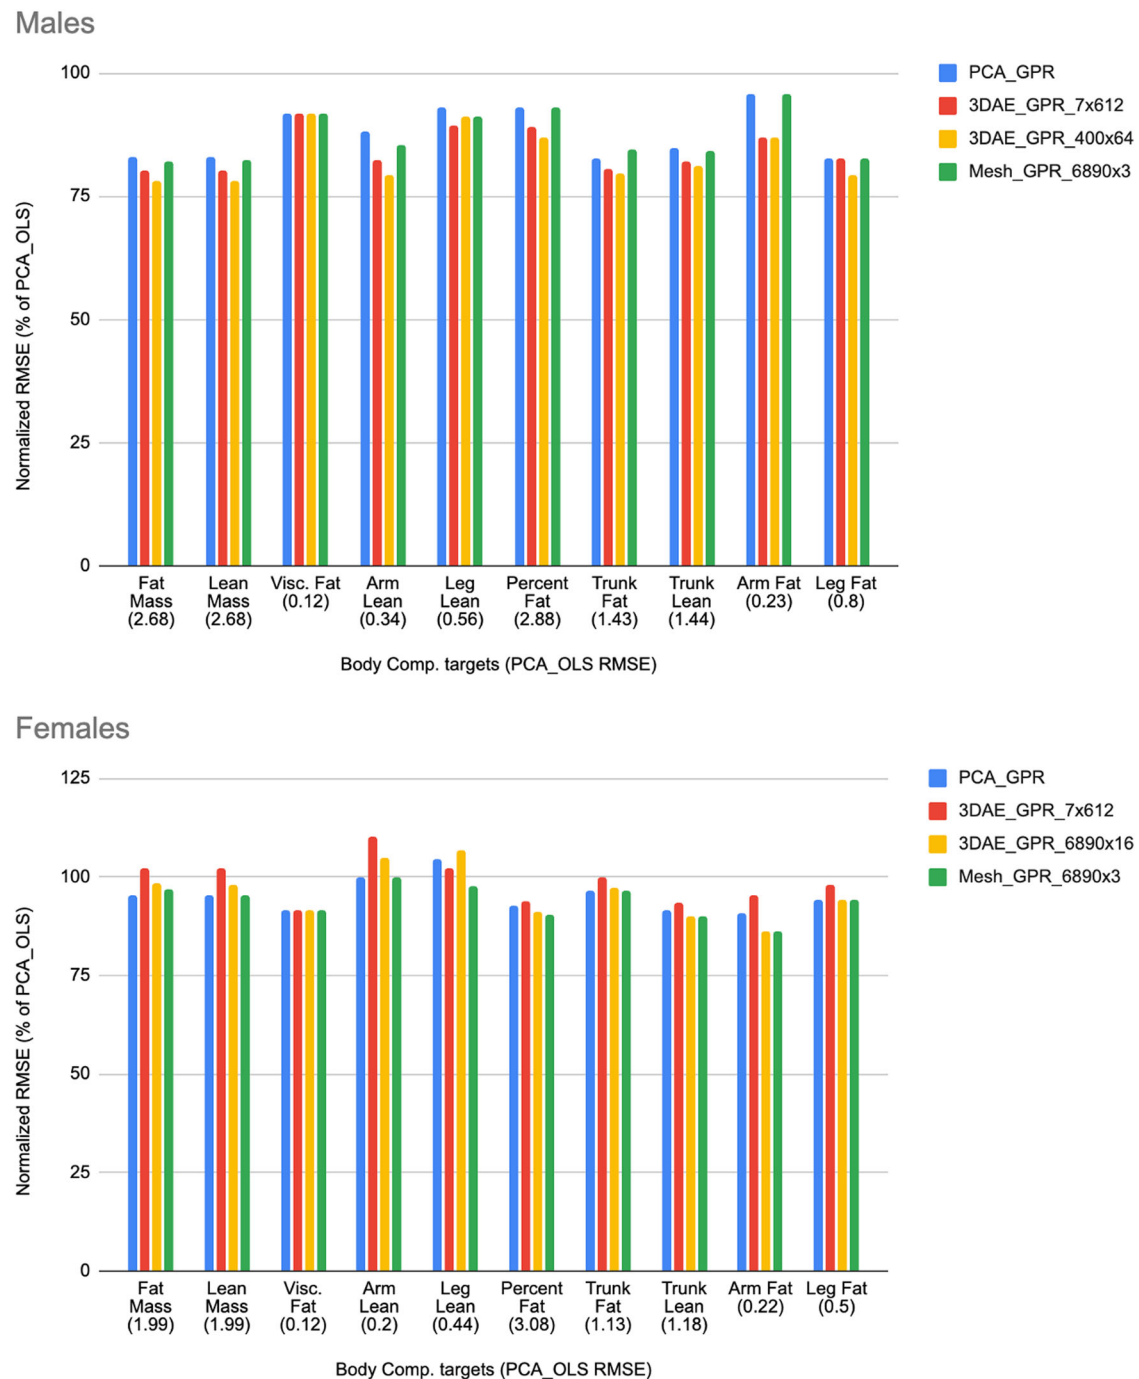 Males
100
75
50
25
0
Normalized RMSE (% of PCA_OLS)
PCA_GPR
3DAE_GPR_7x612
3DAE_GPR_400x64
Mesh_GPR_6890x3
Fat Mass (2.68)
Lean Mass (2.68)
Visc. Fat (0.12)
Arm Lean (0.34)
Leg Lean (0.56)
Percent Fat (2.88)
Trunk Fat (1.43)
Trunk Lean (1.44)
Arm Fat (0.23)
Leg Fat (0.8)
Body Comp. targets (PCA_OLS RMSE)
Females
125
100
75
50
25
0
Normalized RMSE (% of PCA_OLS)
PCA_GPR
3DAE_GPR_7x612
3DAE_GPR_6890x16
Mesh_GPR_6890x3
Fat Mass (1.99)
Lean Mass (1.99)
Visc. Fat (0.12)
Arm Lean (0.2)
Leg Lean (0.44)
Percent Fat (3.08)
Trunk Fat (1.13)
Trunk Lean (1.18)
Arm Fat (0.22)
Leg Fat (0.5)
Body Comp. targets (PCA_OLS RMSE)